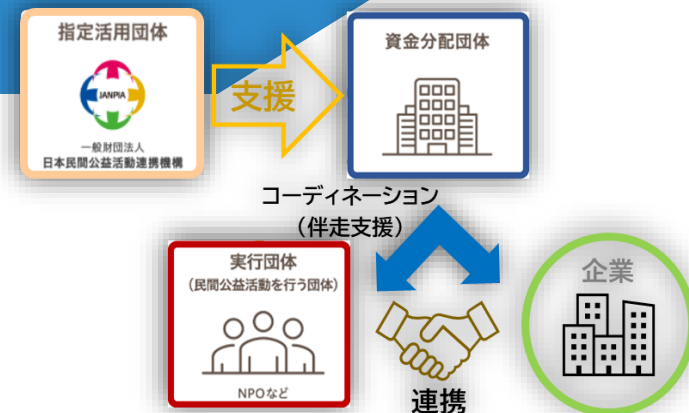 指定活用団体
JANPIA
一般財団法人
日本民間公益活動連携機構
支援
資金分配団体
コーディネーション
（伴走支援）
実行団体
（民間公益活動を行う団体）
NPOなど
連携
企業